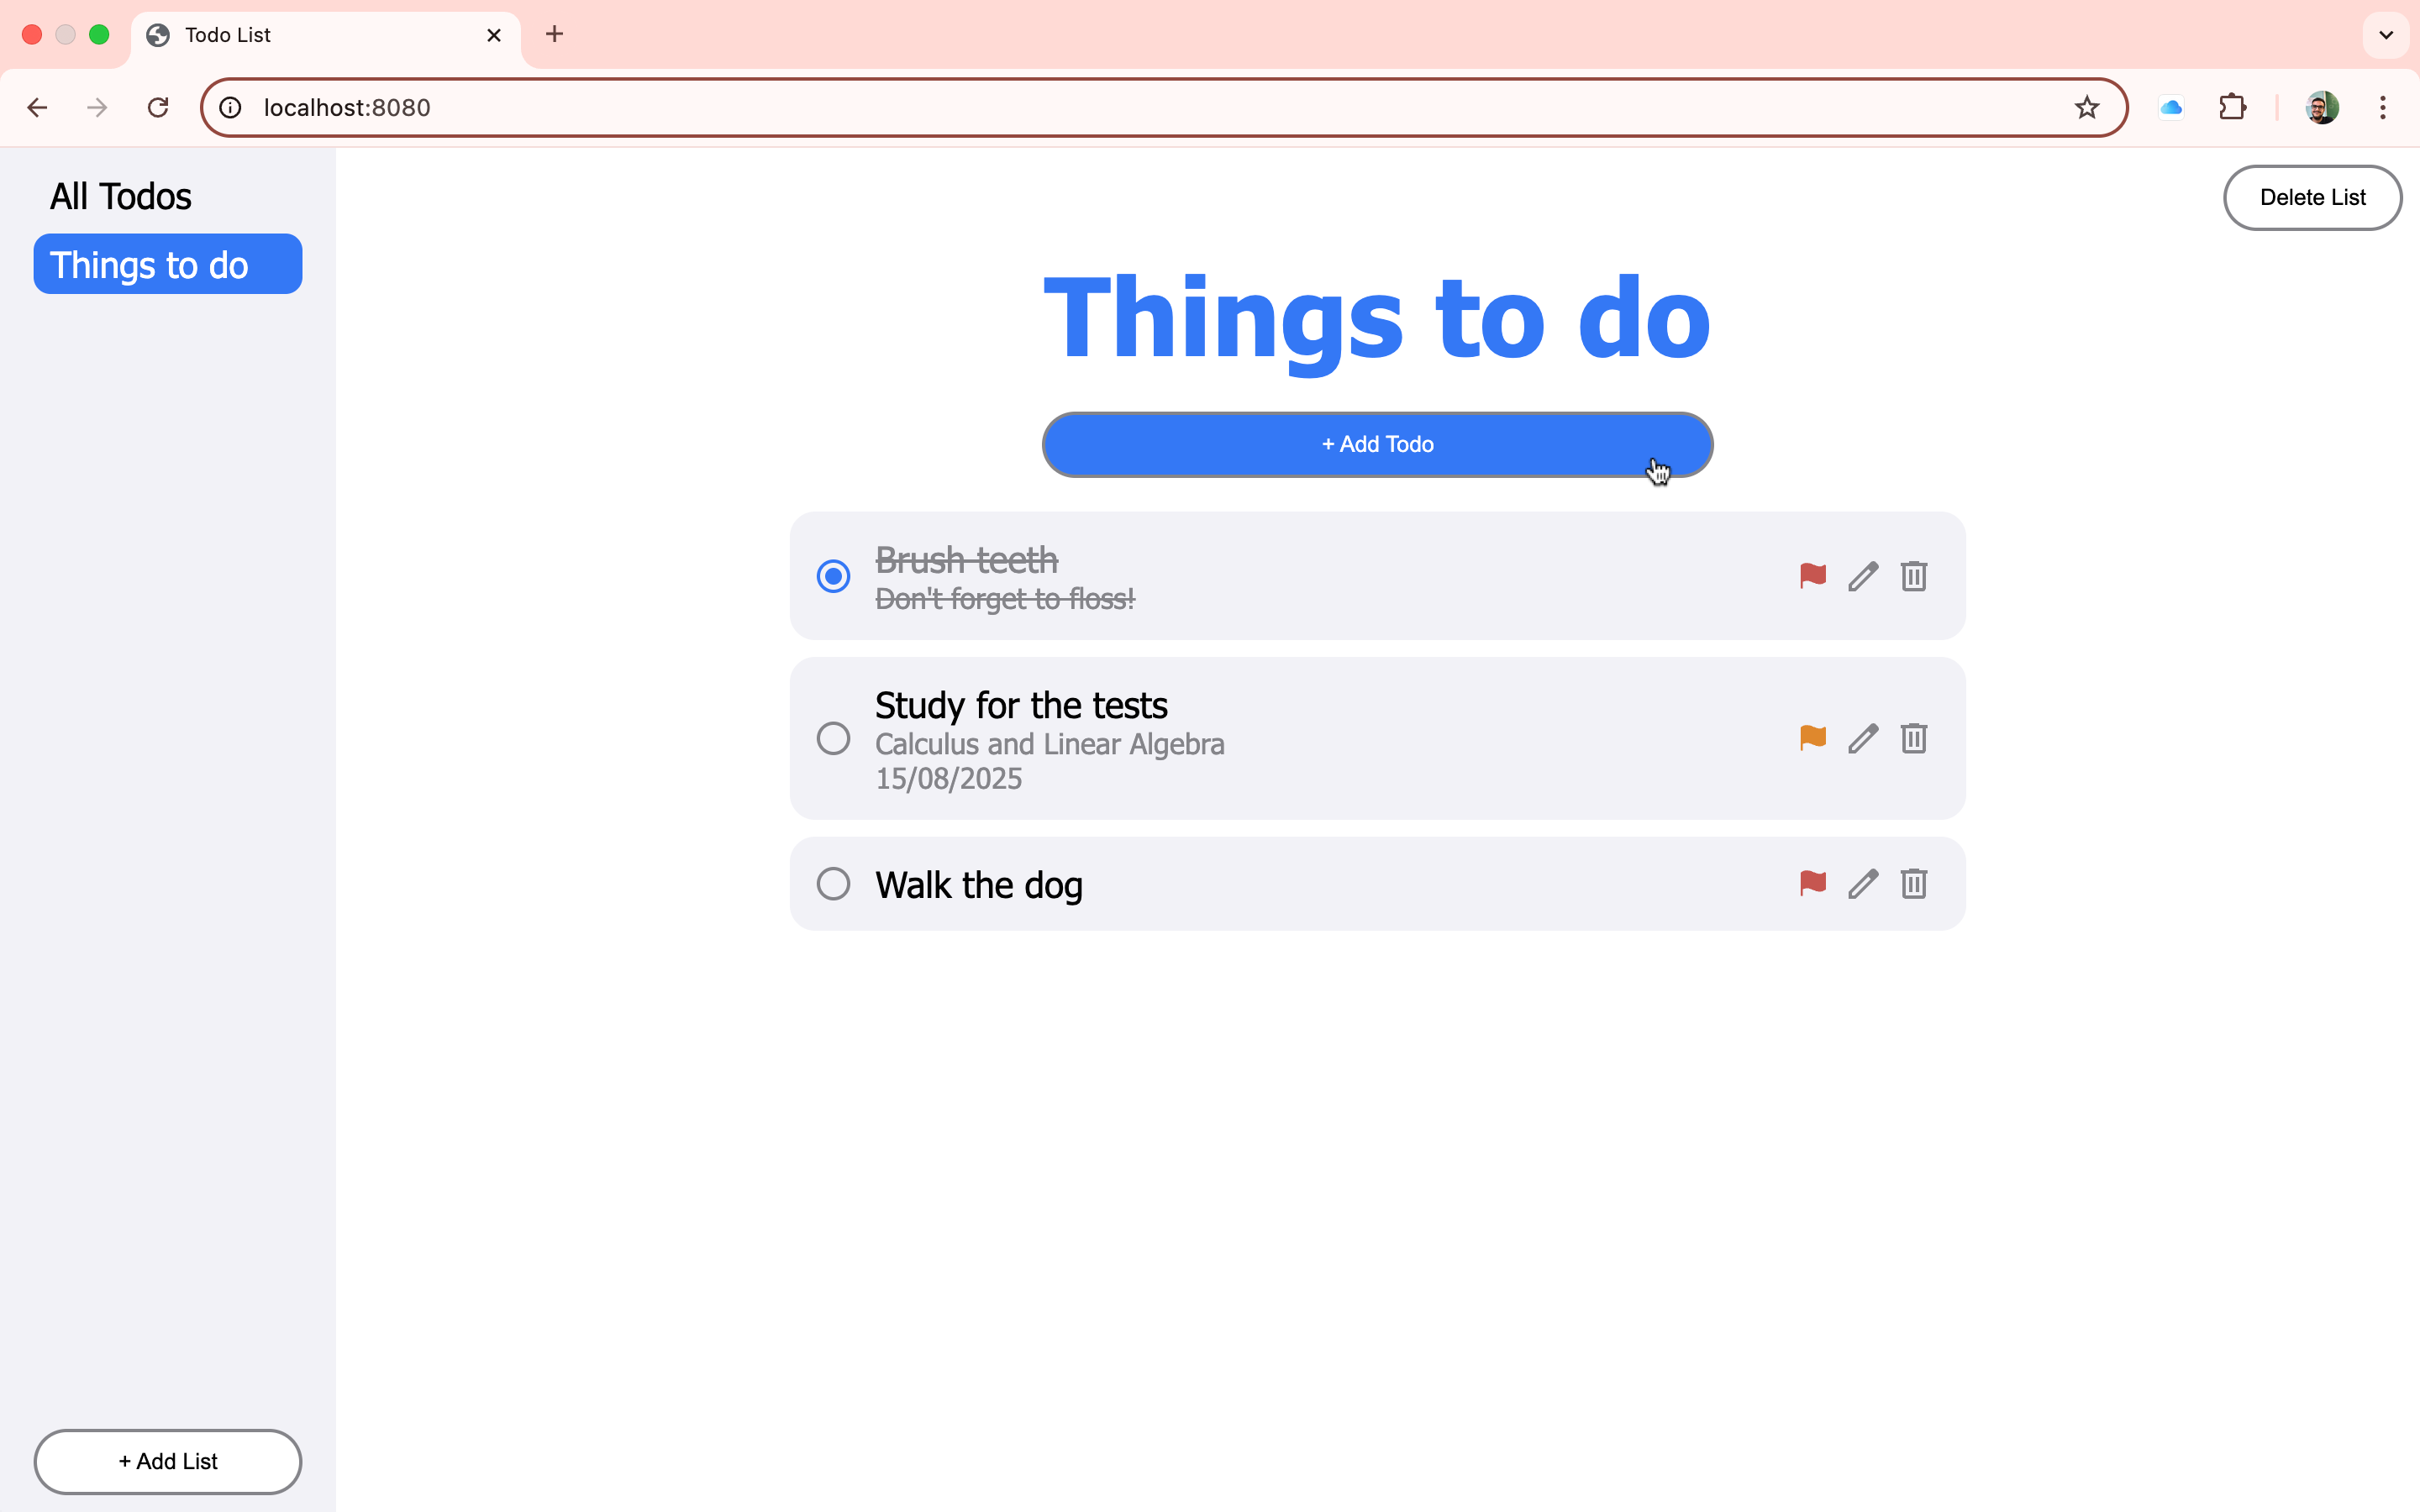 Todo List
localhost:8080
All Todos
Things to do
Delete List
Things to do
+ Add Todo
Brush teeth
Don't forget to floss!
Study for the tests
Calculus and Linear Algebra
15/08/2025
Walk the dog
+ Add List